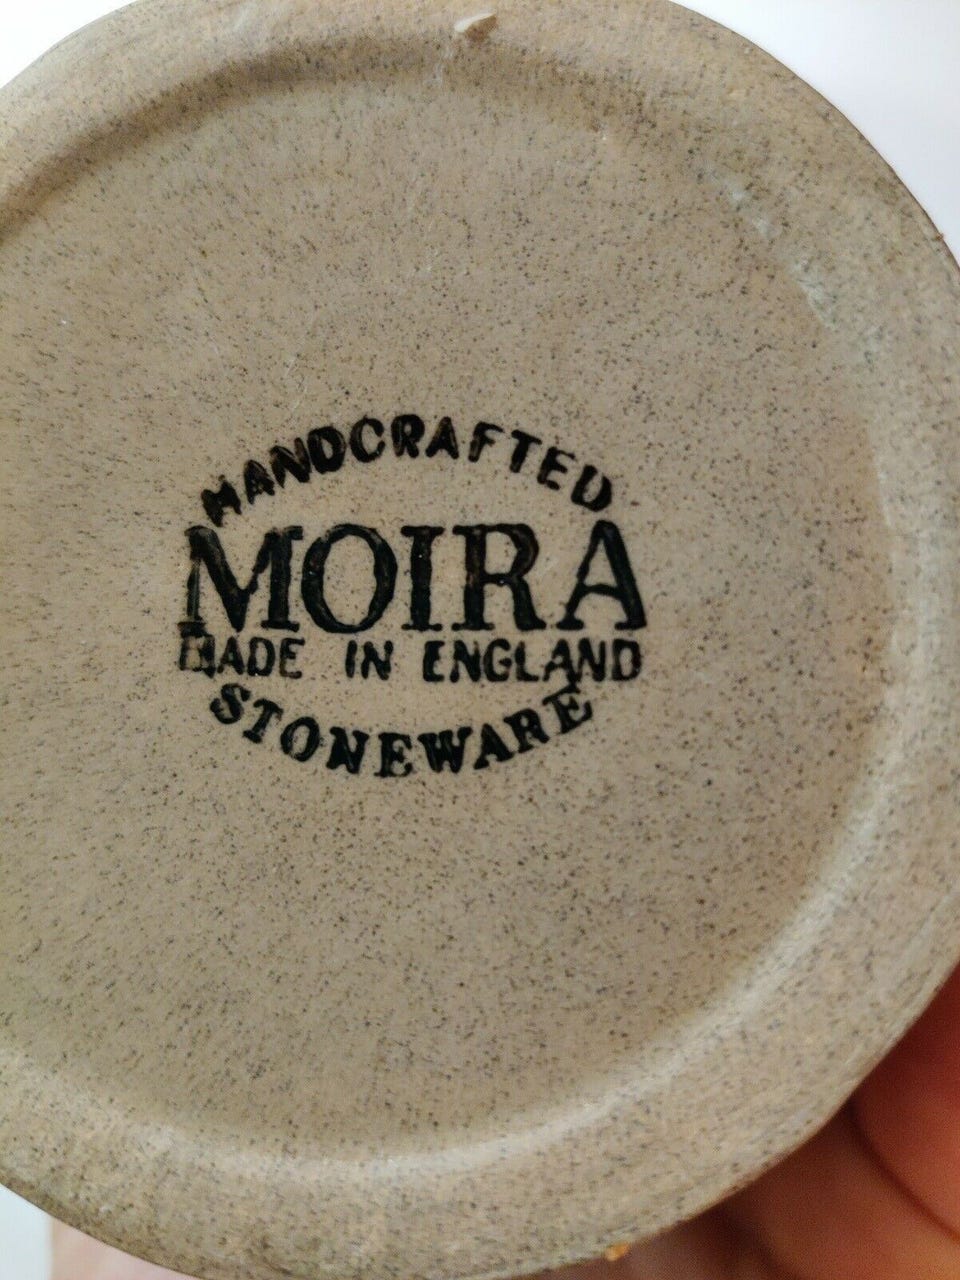 HANDCRAFTED
MOIRA
MADE IN ENGLAND
STONEWARE